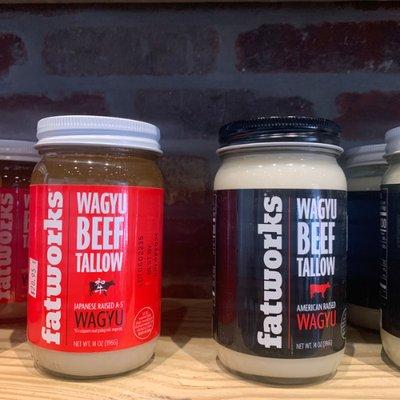 fatworks
WAGYU
BEEF
TALLOW
JAPANESE RAISED A-5
WAGYU
NET WT. 14 OZ (396G)
fatworks
WAGYU
BEEF
TALLOW
AMERICAN RAISED
WAGYU
NET WT. 14 OZ (396G)